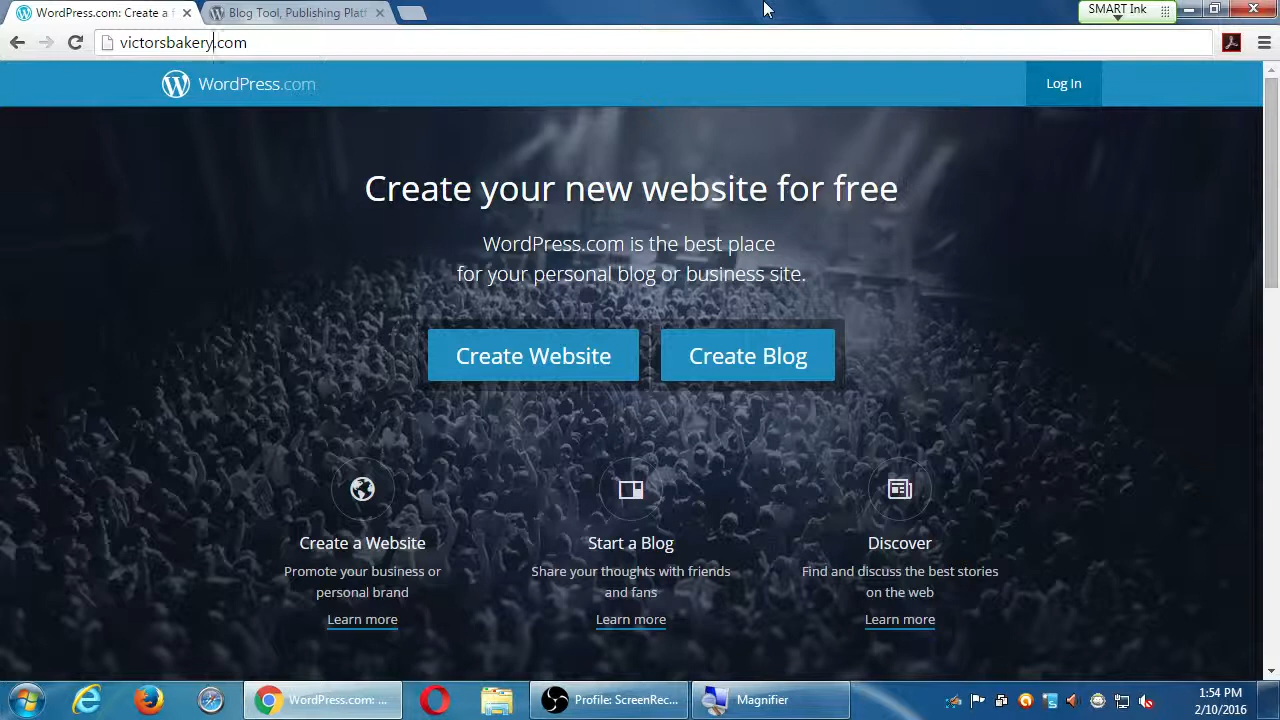 WordPress.com: Create a f
Blog Tool, Publishing Platf
SMART Ink
victorsbakery.com
WordPress.com
Log In
Create your new website for free
WordPress.com is the best place
for your personal blog or business site.
Create Website
Create Blog
Create a Website
Promote your business or
personal brand
Learn more
Start a Blog
Share your thoughts with friends
and fans
Learn more
Discover
Find and discuss the best stories
on the web
Learn more
WordPress.com: ...
Profile: ScreenRec...
Magnifier
1:54 PM
2/10/2016